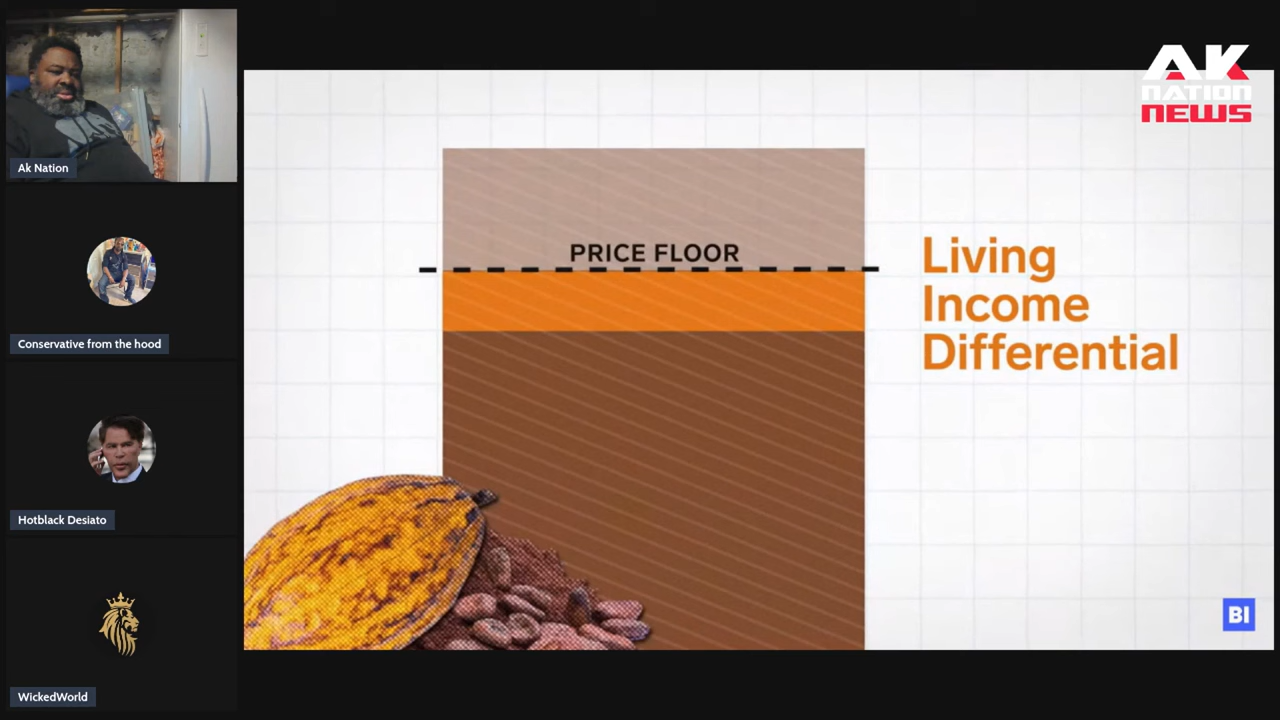 Ak Nation
Conservative from the hood
Hotblack Desiato
WickedWorld
AK
NATION
NEWS
PRICE FLOOR
Living
Income
Differential
BI